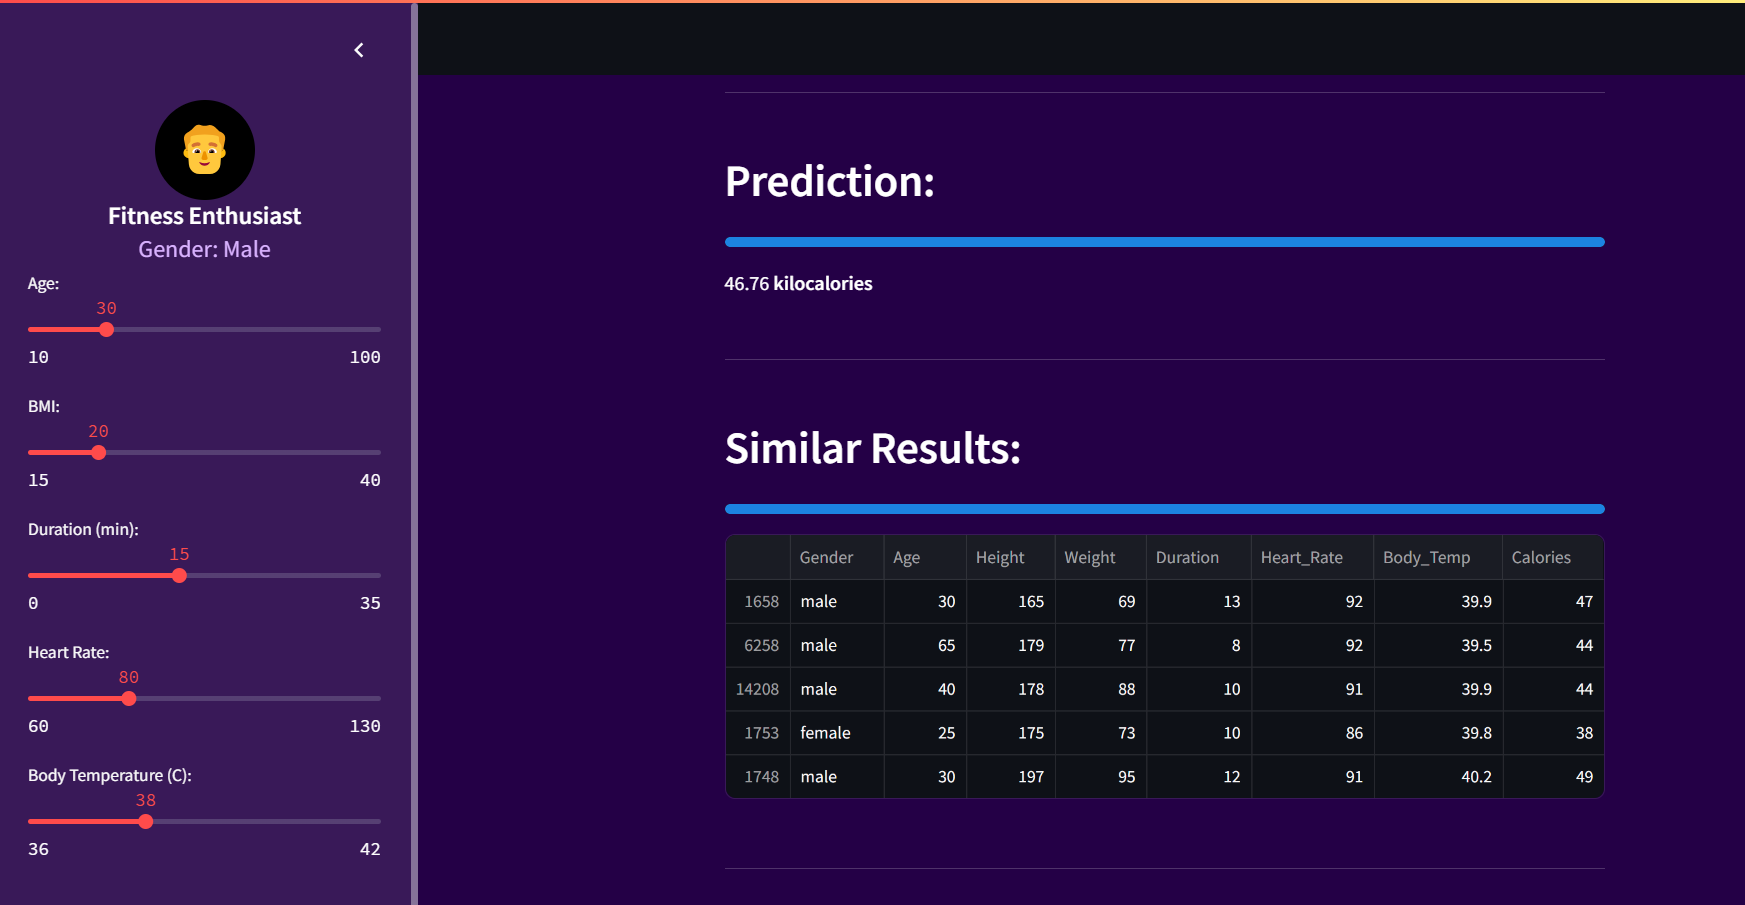 Fitness Enthusiast
Gender: Male
Age:
30
10 100
BMI:
20
15 40
Duration (min):
15
0 35
Heart Rate:
80
60 130
Body Temperature (C):
38
36 42
Prediction:
46.76 kilocalories
Similar Results:
Gender Age Height Weight Duration Heart_Rate Body_Temp Calories
1658 male 30 165 69 13 92 39.9 47
6258 male 65 179 77 8 92 39.5 44
14208 male 40 178 88 10 91 39.9 44
1753 female 25 175 73 10 86 39.8 38
1748 male 30 197 95 12 91 40.2 49